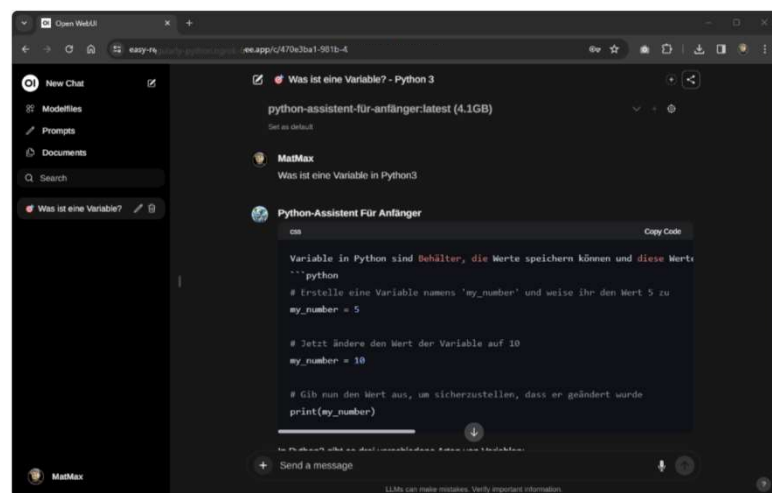 Open WebUI
ee.app/c/470e3ba1-981b-4
OI New Chat
Modelfiles
Prompts
Documents
Search
Was ist eine Variable?
MatMax
Was ist eine Variable? - Python 3
python-assistent-für-anfänger:latest (4.1GB)
Set as default
MatMax
Was ist eine Variable in Python3
Python-Assistent Für Anfänger
css Copy Code
Variable in Python sind Behälter, die Werte speichern können und diese Werte
```python
# Erstelle eine Variable namens 'my_number' und weise ihr den Wert 5 zu
my_number = 5
# Jetzt ändere den Wert der Variable auf 10
my_number = 10
# Gib nun den Wert aus, um sicherzustellen, dass er geändert wurde
print(my_number)
Send a message
LLMs can make mistakes. Verify important information.